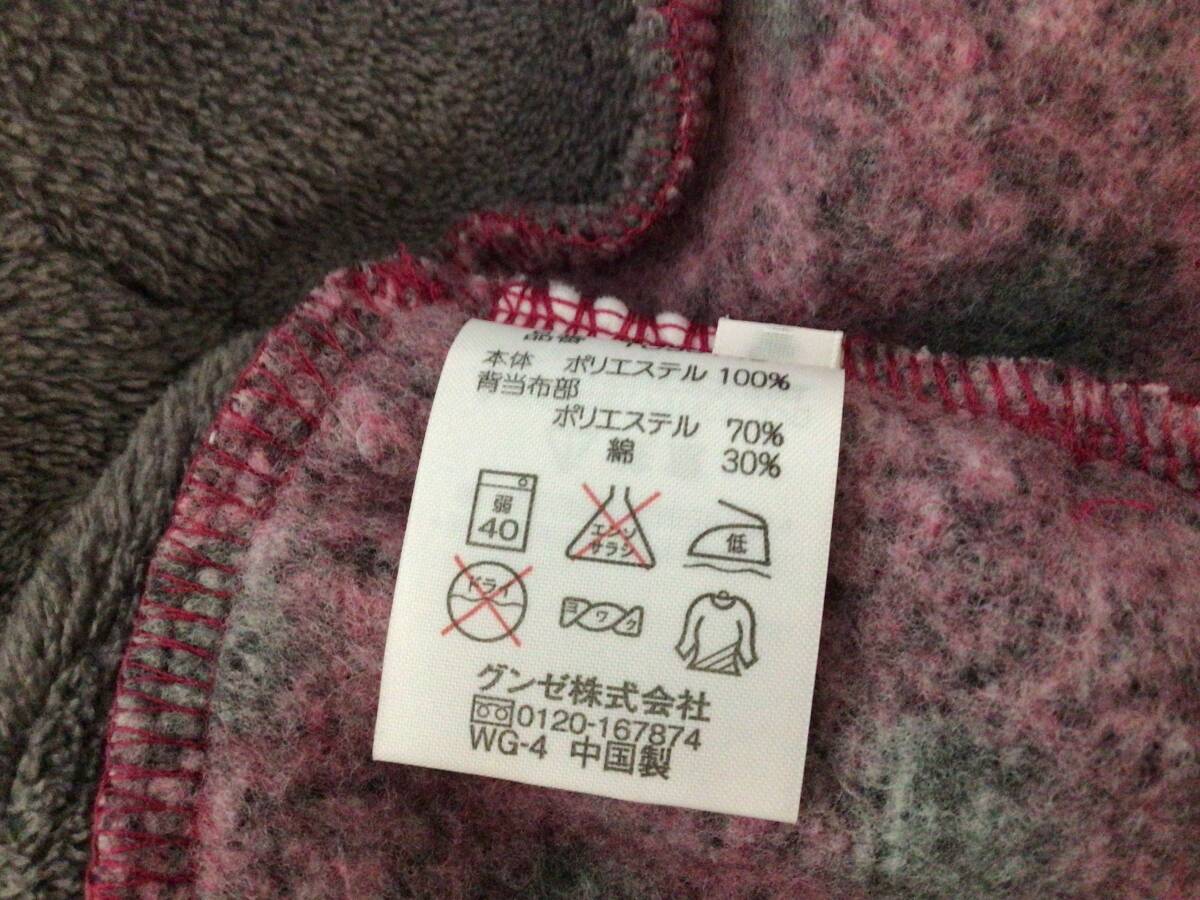 品番
本体 ポリエステル 100%
背当布部
ポリエステル 70%
綿 30%
弱
40
エンソ
サラシ
低
ドライ
ヨワク
グンゼ株式会社
0120-167874
WG-4 中国製